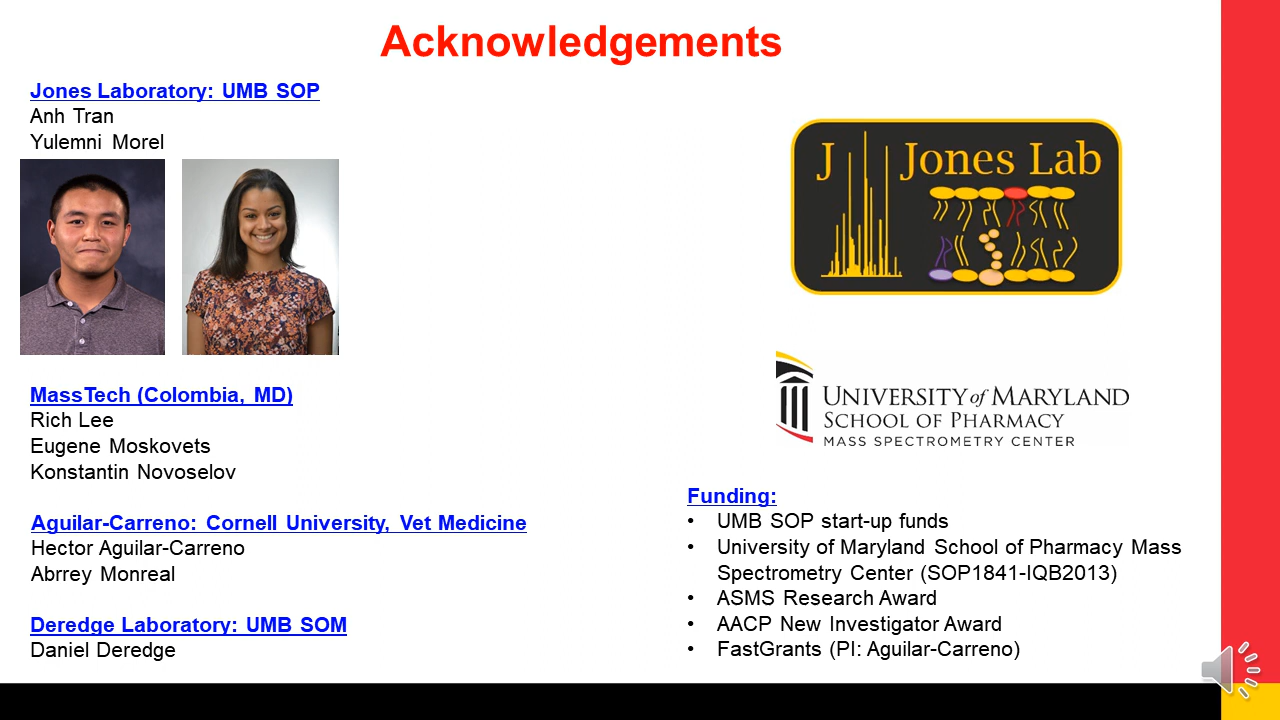 Acknowledgements
Jones Laboratory: UMB SOP
Anh Tran
Yulemni Morel
MassTech (Colombia, MD)
Rich Lee
Eugene Moskovets
Konstantin Novoselov
Aguilar-Carreno: Cornell University, Vet Medicine
Hector Aguilar-Carreno
Abrrey Monreal
Deredge Laboratory: UMB SOM
Daniel Deredge
J Jones Lab
UNIVERSITY of MARYLAND
SCHOOL OF PHARMACY
MASS SPECTROMETRY CENTER
Funding:
• UMB SOP start-up funds
• University of Maryland School of Pharmacy Mass
Spectrometry Center (SOP1841-IQB2013)
• ASMS Research Award
• AACP New Investigator Award
• FastGrants (PI: Aguilar-Carreno)